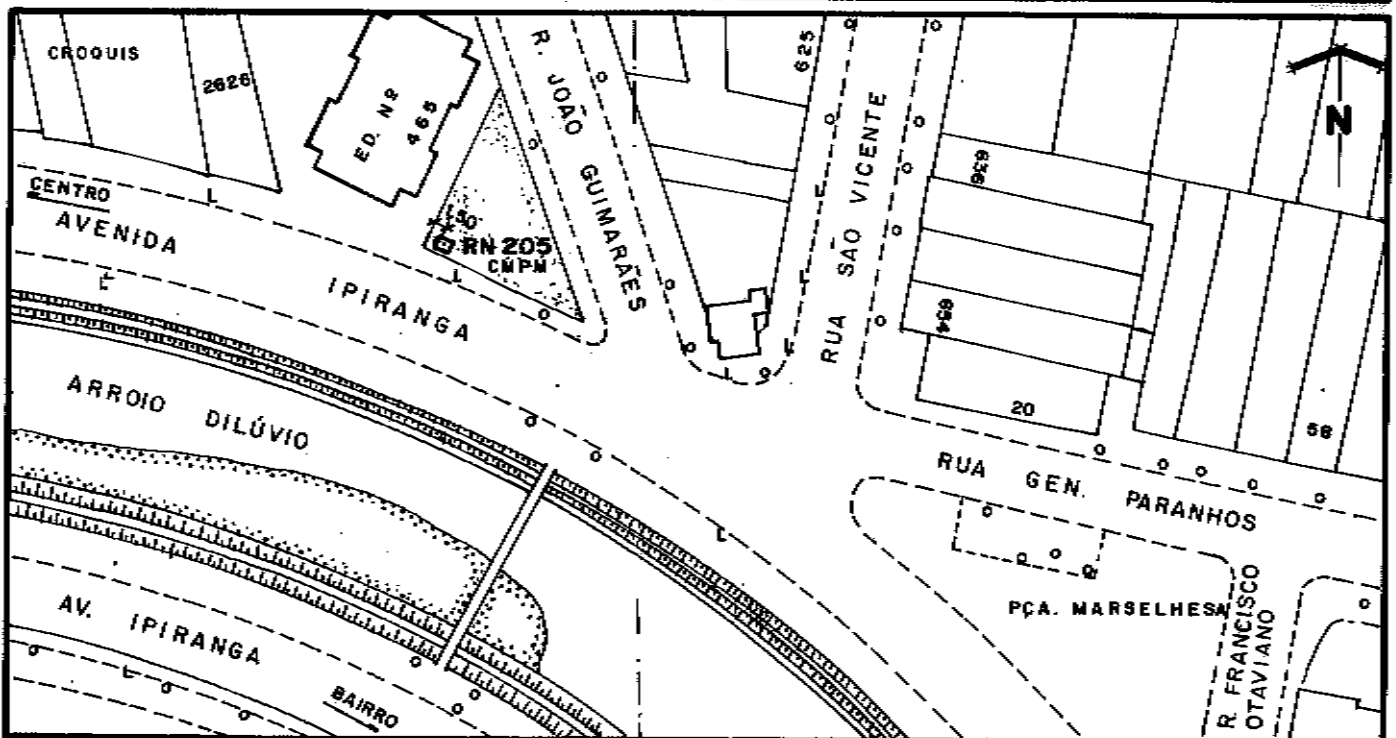 CROQUIS
2626
ED. Nº
465
R. JOÃO GUIMARÃES
625
RUA SÃO VICENTE
N
636
654
CENTRO
AVENIDA IPIRANGA
RN 205
CMPM
ARROIO DILÚVIO
20
58
RUA GEN. PARANHOS
PÇA. MARSELHESA
R. FRANCISCO
OTAVIANO
AV. IPIRANGA
BAIRRO